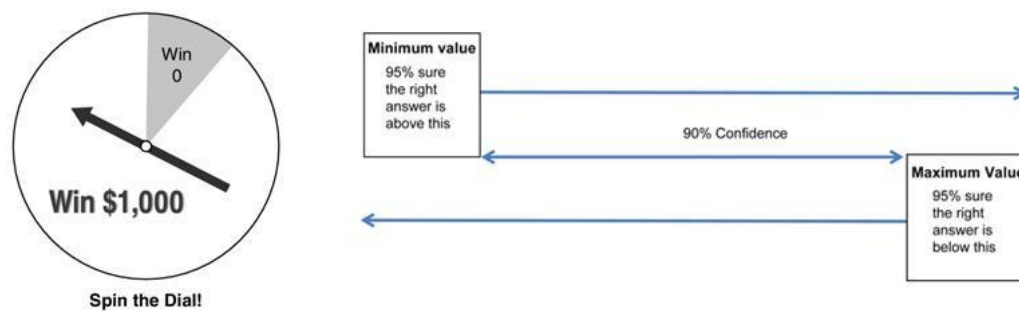 Win
0
Win $1,000
Spin the Dial!
Minimum value
95% sure
the right
answer is
above this
90% Confidence
Maximum Value
95% sure
the right
answer is
below this